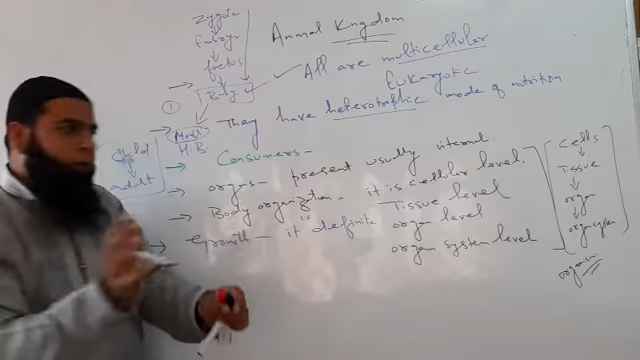 Zygote
Embryo
foetus
Baby
①
H.B.
Child
adult
Animal Kingdom
All are multicellular
Eukaryotic
They have heterotrophic mode of nutrition
Consumers-
organs- present usually internal
Body organization- it is cellular level.
Tissue level
organ level
organ system level
Growth - it is definite
Cells
Tissue
organ
organ system
organism